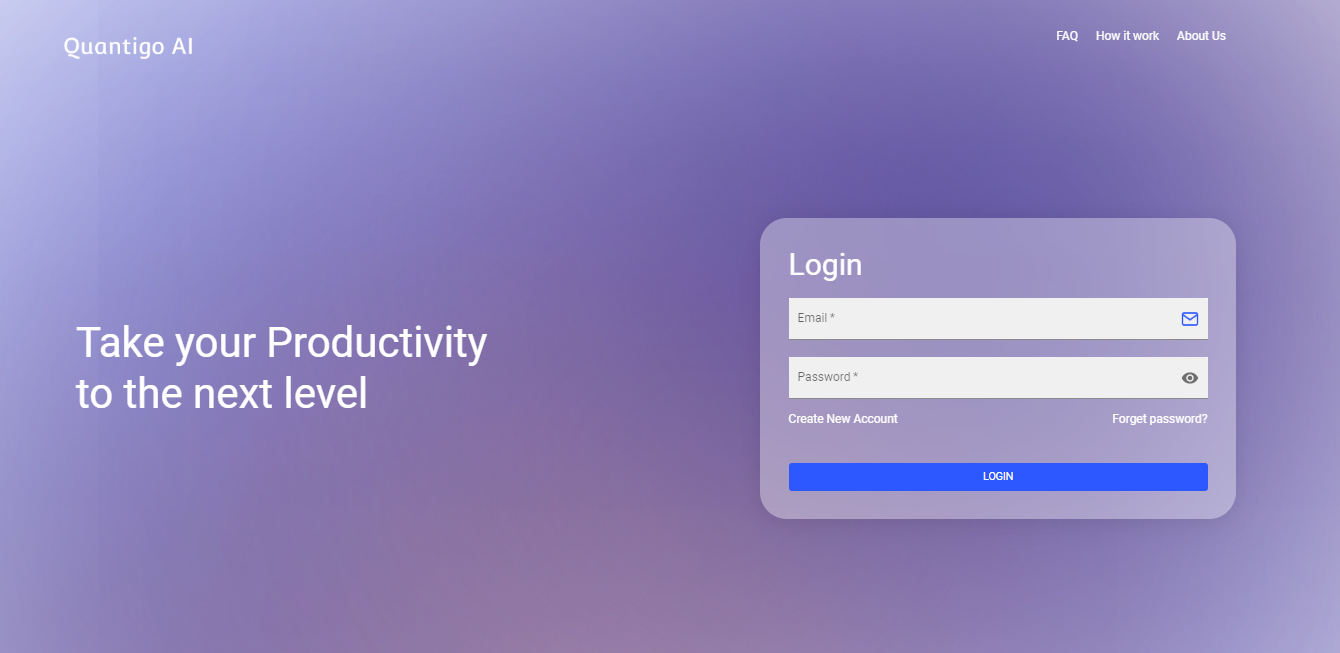 Quantigo AI
FAQ How it work About Us
Take your Productivity
to the next level
Login
Email *
Password *
Create New Account Forget password?
LOGIN